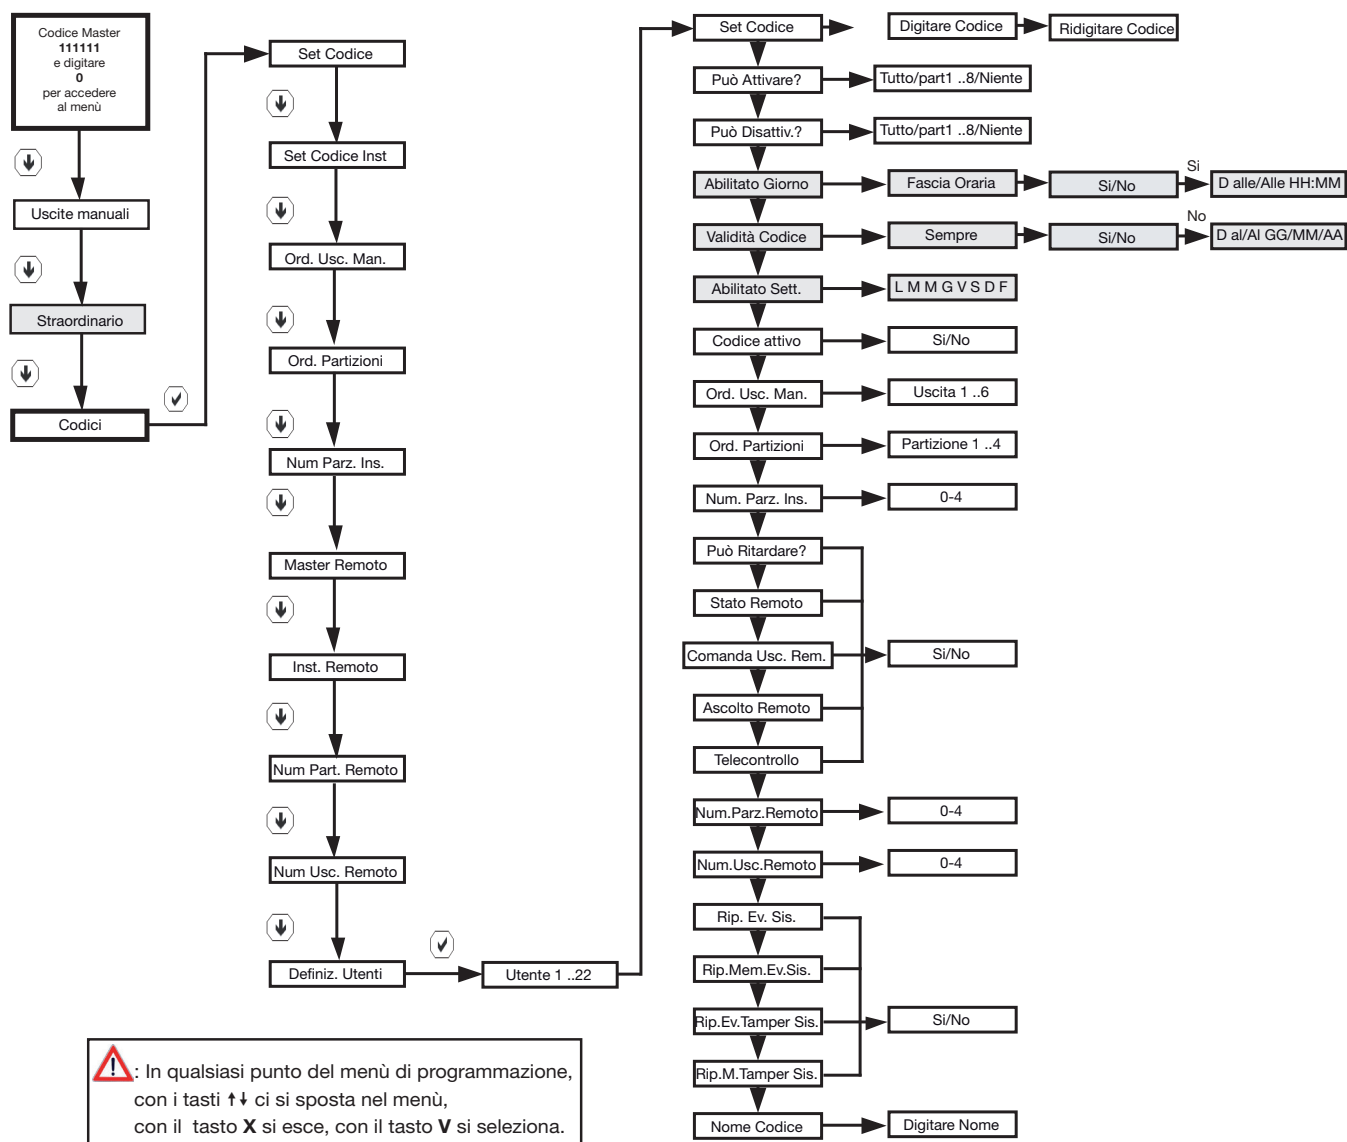 Codice Master
111111
e digitare
0
per accedere
al menù
Uscite manuali
Straordinario
Codici
Set Codice
Set Codice Inst
Ord. Usc. Man.
Ord. Partizioni
Num Parz. Ins.
Master Remoto
Inst. Remoto
Num Part. Remoto
Num Usc. Remoto
Definiz. Utenti
Utente 1 ..22
Set Codice
Digitare Codice
Ridigitare Codice
Può Attivare?
Tutto/part1 ..8/Niente
Può Disattiv.?
Tutto/part1 ..8/Niente
Abilitato Giorno
Fascia Oraria
Si/No
Si
D alle/Alle HH:MM
Validità Codice
Sempre
Si/No
No
D al/Al GG/MM/AA
Abilitato Sett.
L M M G V S D F
Codice attivo
Si/No
Ord. Usc. Man.
Uscita 1 ..6
Ord. Partizioni
Partizione 1 ..4
Num. Parz. Ins.
0-4
Può Ritardare?
Stato Remoto
Comanda Usc. Rem.
Si/No
Ascolto Remoto
Telecontrollo
Num.Parz.Remoto
0-4
Num.Usc.Remoto
0-4
Rip. Ev. Sis.
Rip.Mem.Ev.Sis.
Rip.Ev.Tamper Sis.
Si/No
Rip.M.Tamper Sis.
Nome Codice
Digitare Nome
: In qualsiasi punto del menù di programmazione,
con i tasti ↑↓ ci si sposta nel menù,
con il tasto X si esce, con il tasto V si seleziona.